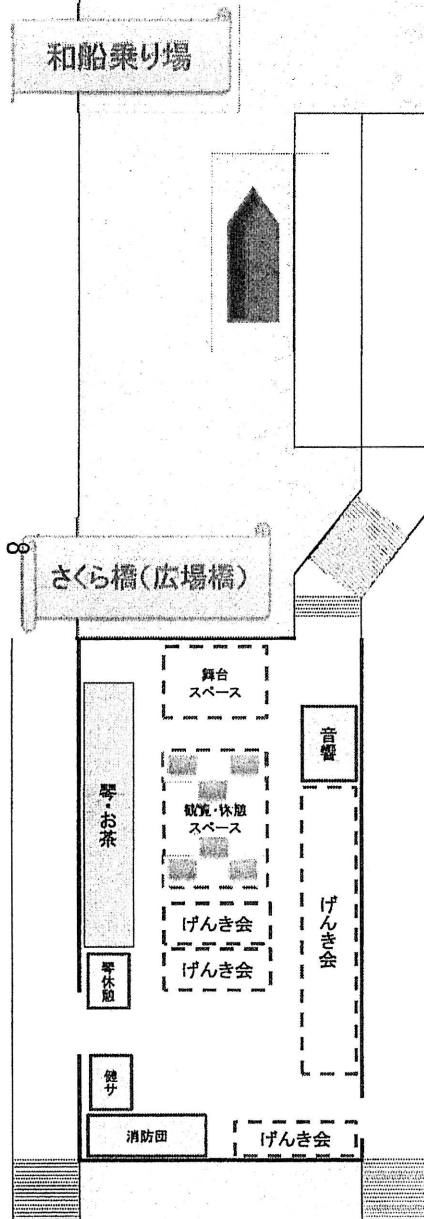 和船乗り場
8
さくら橋(広場橋)
舞台
スペース
音響
琴・お茶
観覧・休憩
スペース
げんき会
げんき会
げんき会
琴休憩
健サ
消防団
げんき会